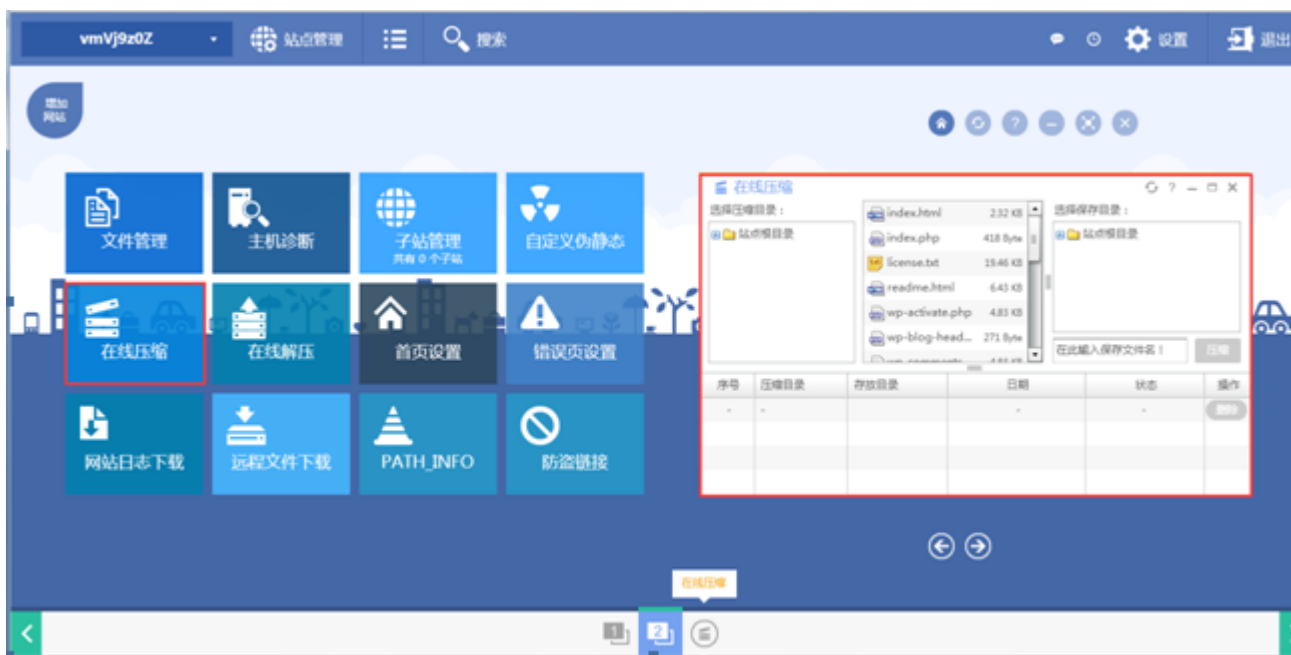 vmVj9z0Z
站点管理
搜索
设置
退出
增加
网站
文件管理
主机诊断
子站管理
共有 0 个子站
自定义伪静态
在线压缩
在线解压
首页设置
错误页设置
网站日志下载
远程文件下载
PATH_INFO
防盗链接
在线压缩
选择压缩目录：
站点根目录
index.html 2.32 KB
index.php 418 Byte
license.txt 19.46 KB
readme.html 6.43 KB
wp-activate.php 4.83 KB
wp-blog-head... 271 Byte
选择保存目录：
站点根目录
在此输入保存文件名！
压缩
序号 压缩目录 存放目录 日期 状态 操作
- - - -
删除
在线压缩
1
2